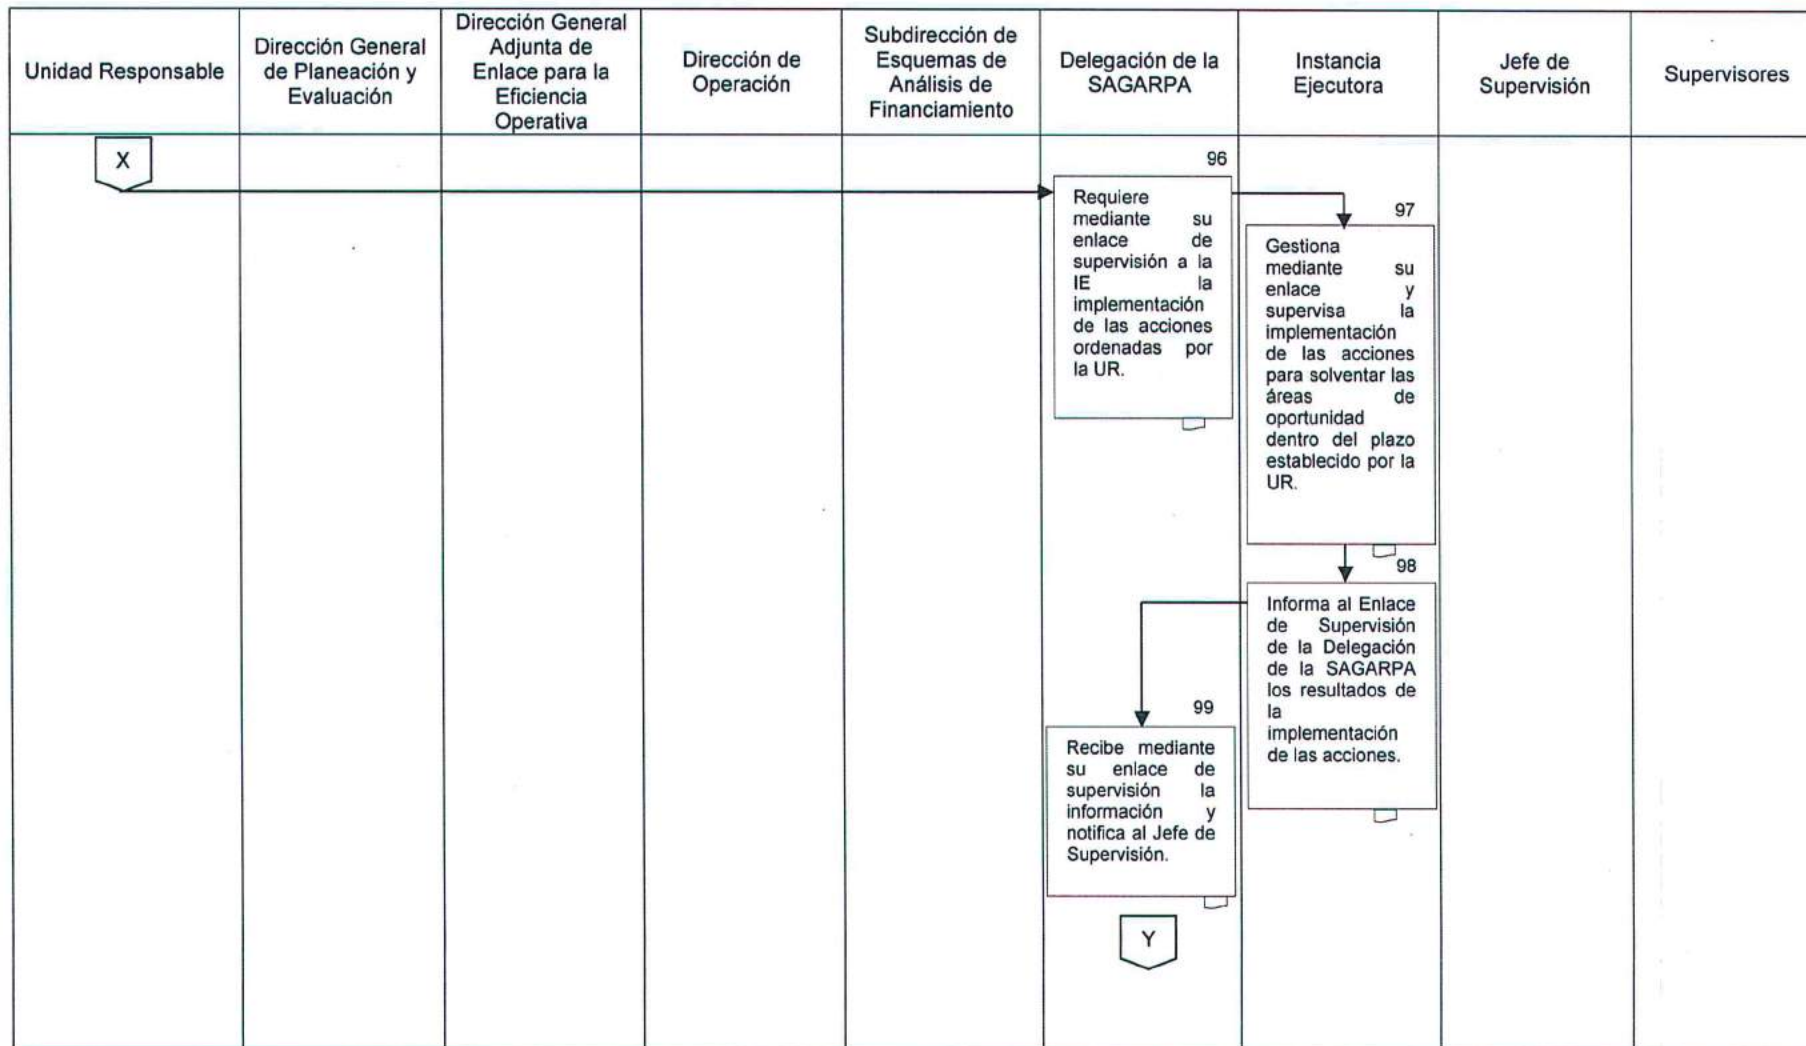 Unidad Responsable
Dirección General
de Planeación y
Evaluación
Dirección General
Adjunta de
Enlace para la
Eficiencia
Operativa
Dirección de
Operación
Subdirección de
Esquemas de
Análisis de
Financiamiento
Delegación de la
SAGARPA
Instancia
Ejecutora
Jefe de
Supervisión
Supervisores
X
96
Requiere
mediante su
enlace de
supervisión a la
IE la
implementación
de las acciones
ordenadas por
la UR.
97
Gestiona
mediante su
enlace y
supervisa la
implementación
de las acciones
para solventar las
áreas de
oportunidad
dentro del plazo
establecido por la
UR.
98
Informa al Enlace
de Supervisión
de la Delegación
de la SAGARPA
los resultados de
la
implementación
de las acciones.
99
Recibe mediante
su enlace de
supervisión la
información y
notifica al Jefe de
Supervisión.
Y